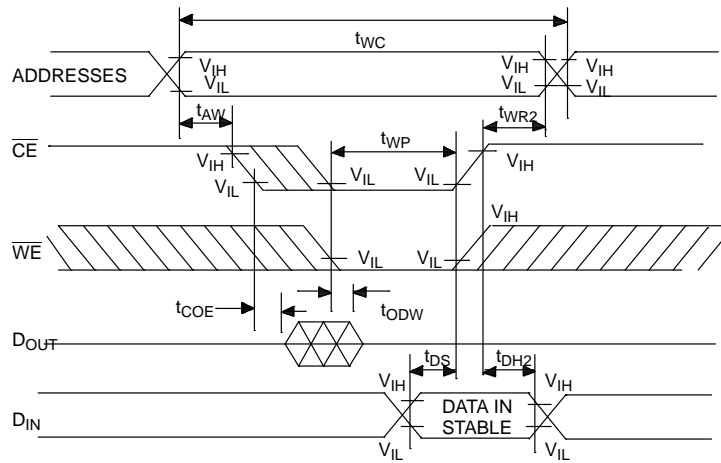 tWC
ADDRESSES
VIH
VIL
VIH
VIL
VIH
VIL
tAW
tWR2
CE
tWP
VIH
VIL
VIL
VIL
VIH
WE
VIH
VIL
VIL
tCOE
tODW
DOUT
tDS
tDH2
DIN
VIH
VIH
DATA IN
STABLE
VIL
VIL